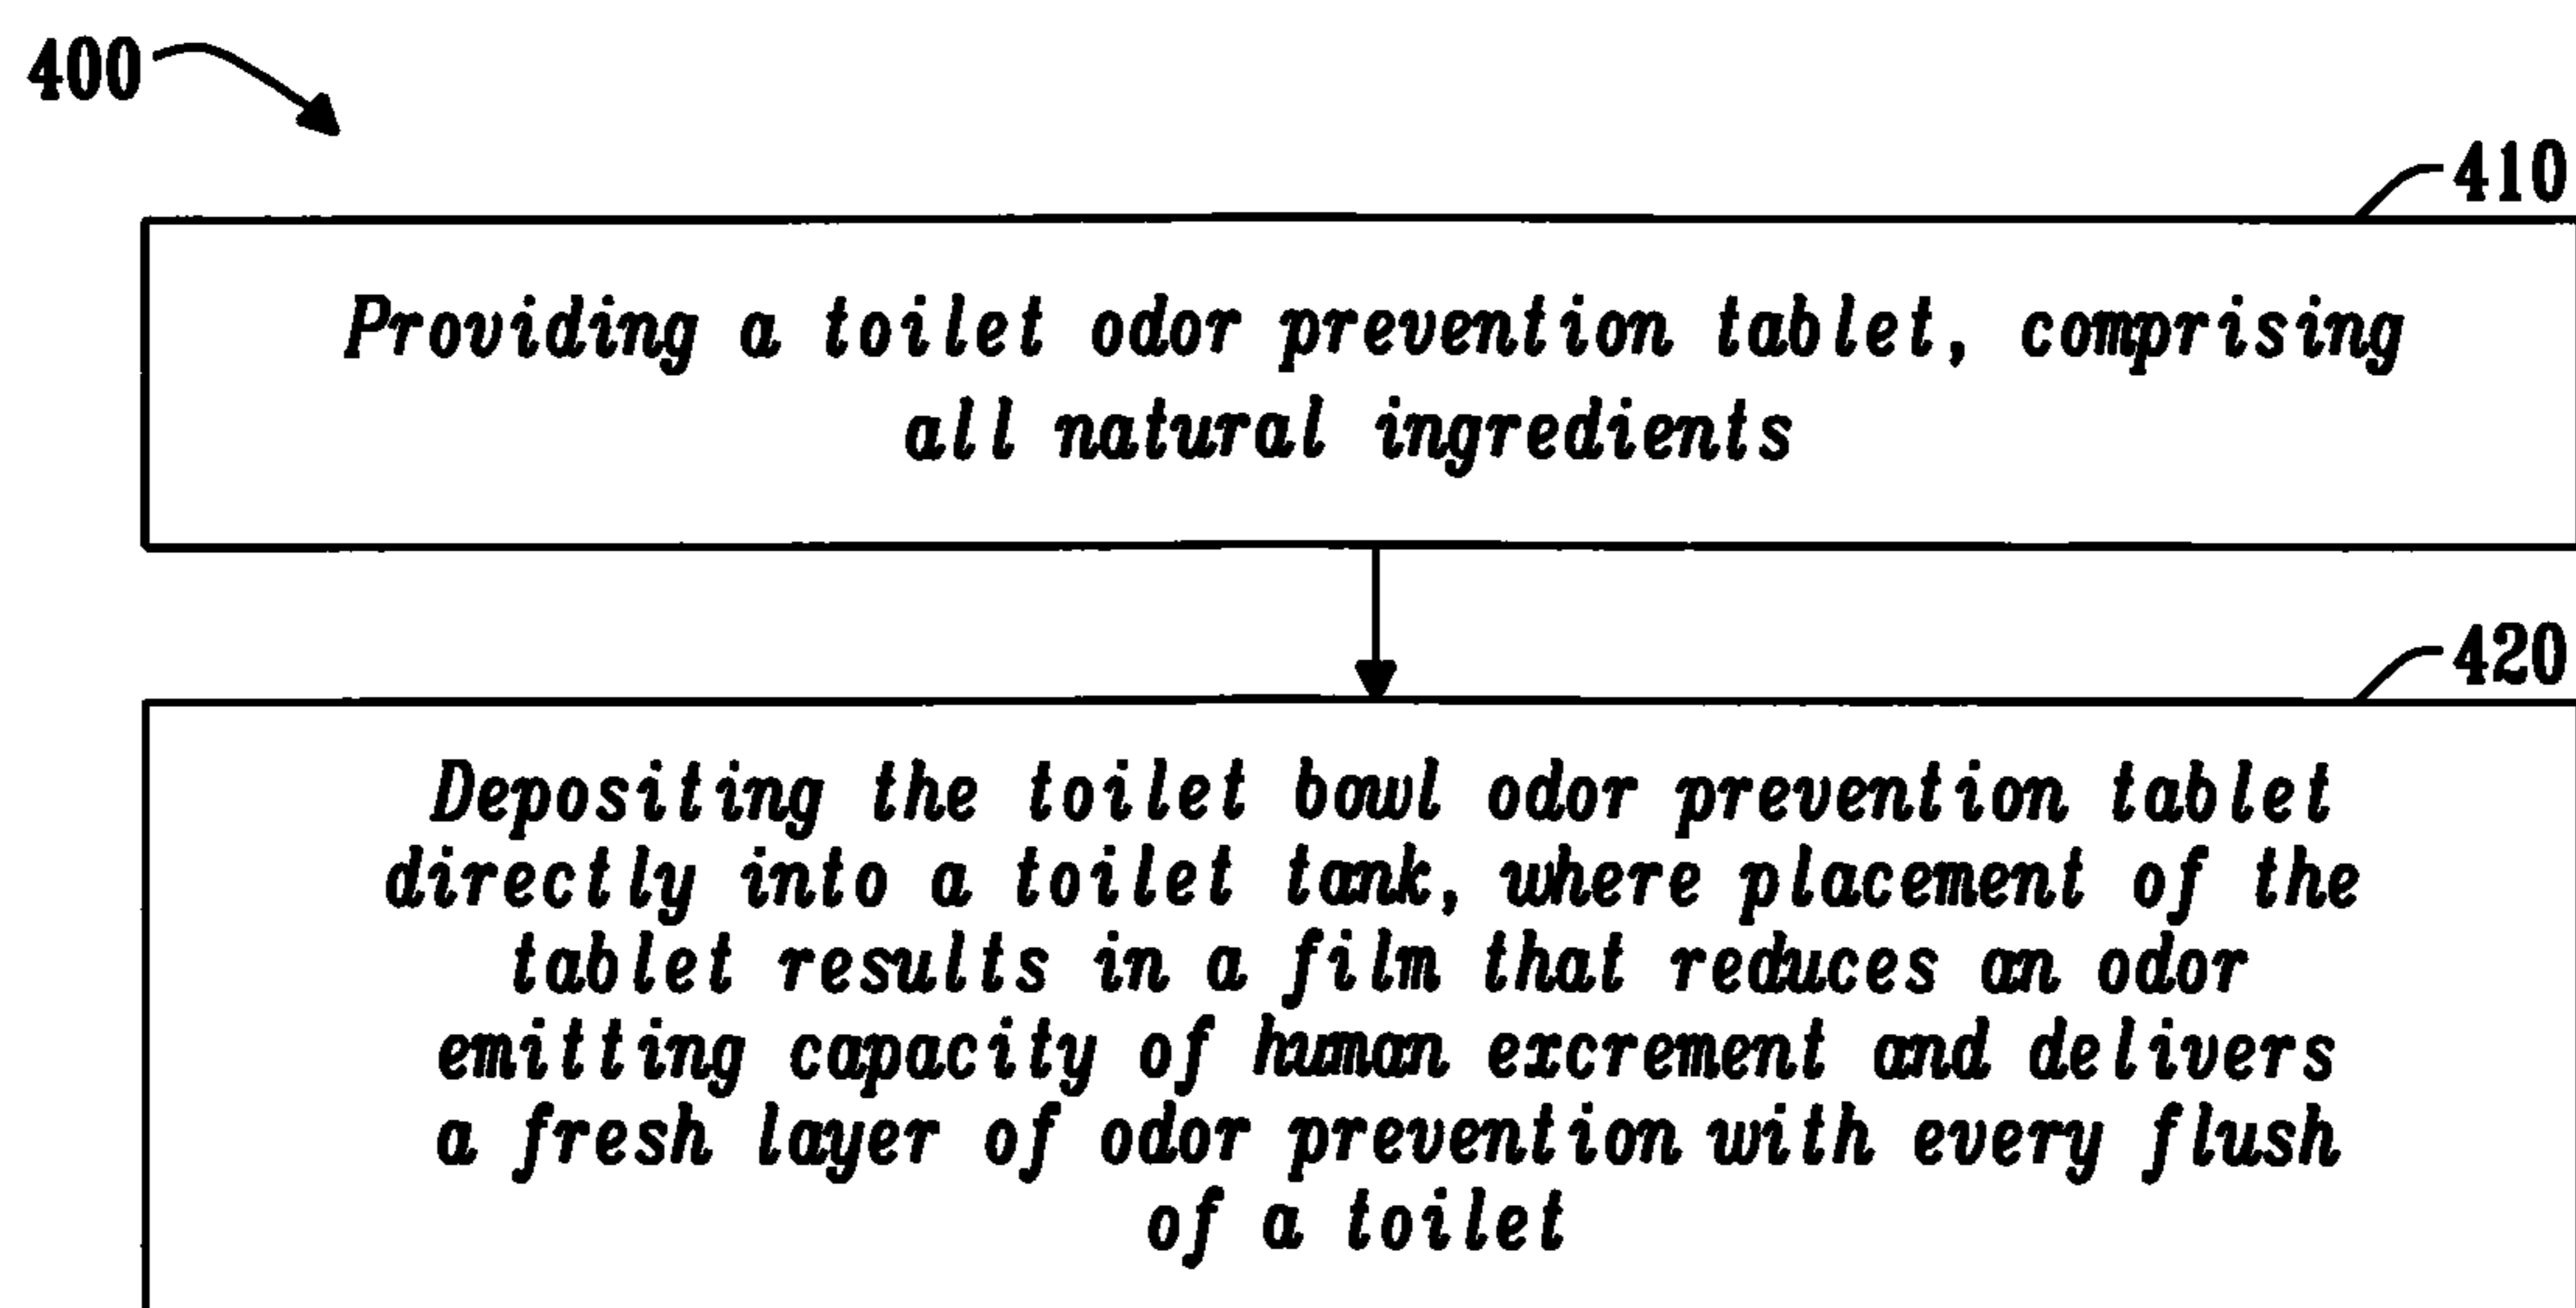 400
410
Providing a toilet odor prevention tablet, comprising
all natural ingredients
420
Depositing the toilet bowl odor prevention tablet
directly into a toilet tank, where placement of the
tablet results in a film that reduces an odor
emitting capacity of human excrement and delivers
a fresh layer of odor prevention with every flush
of a toilet